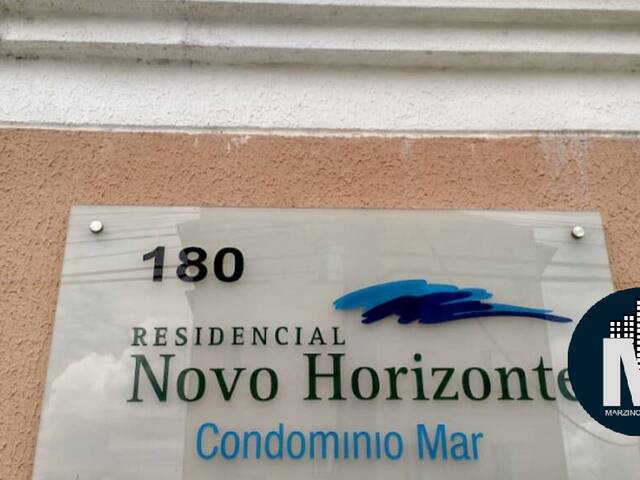 180
RESIDENCIAL
Novo Horizonte
Condominio Mar